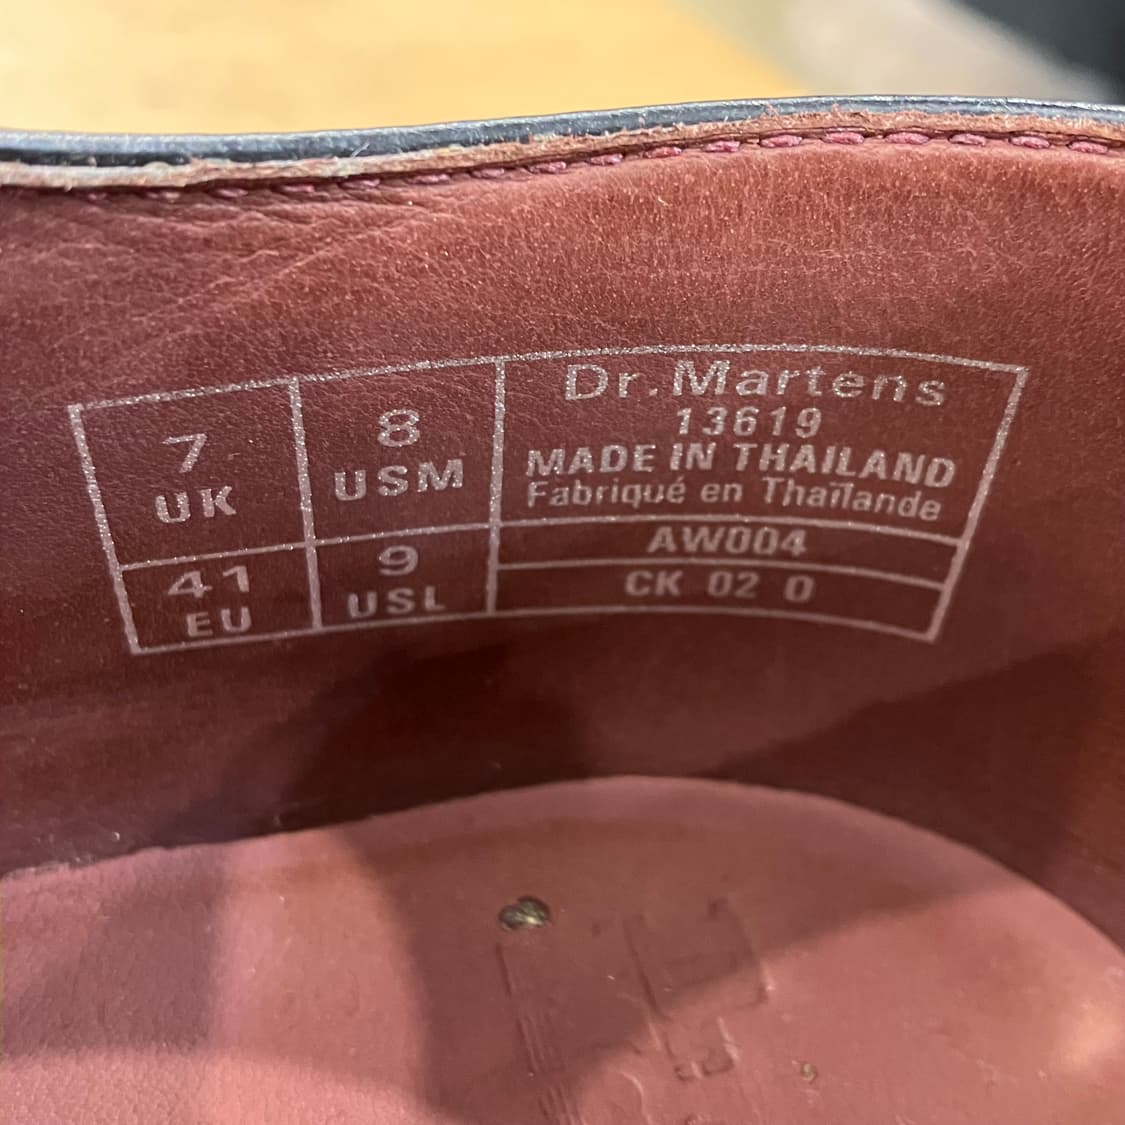 7
UK
8
USM
Dr.Martens
13619
MADE IN THAILAND
Fabriqué en Thaïlande
41
EU
9
USL
AW004
CK 02 0